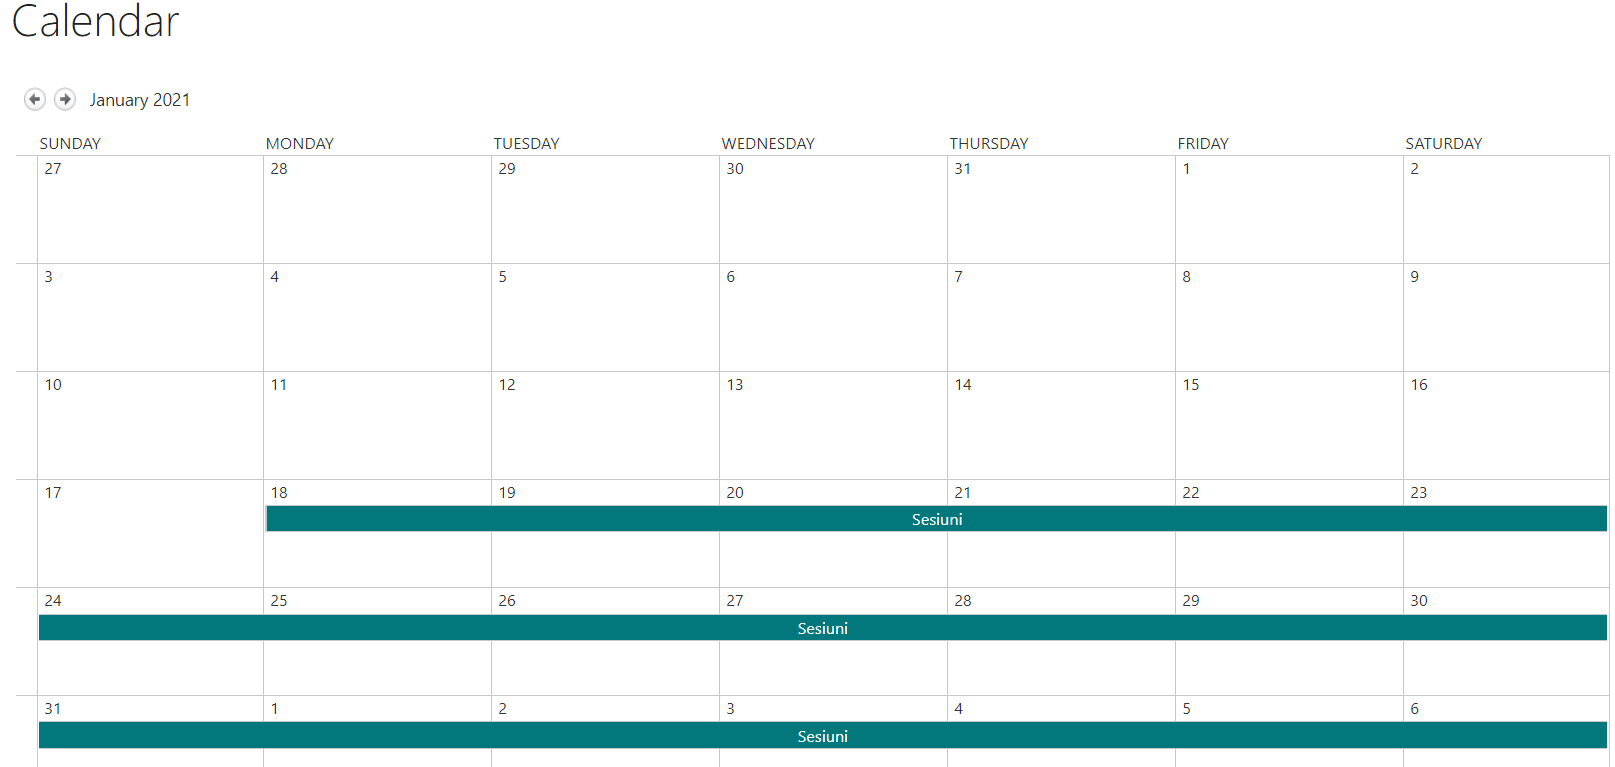 Calendar
January 2021
SUNDAY MONDAY TUESDAY WEDNESDAY THURSDAY FRIDAY SATURDAY
27 28 29 30 31 1 2
3 4 5 6 7 8 9
10 11 12 13 14 15 16
17 18 19 20 21 22 23
Sesiuni
24 25 26 27 28 29 30
Sesiuni
31 1 2 3 4 5 6
Sesiuni